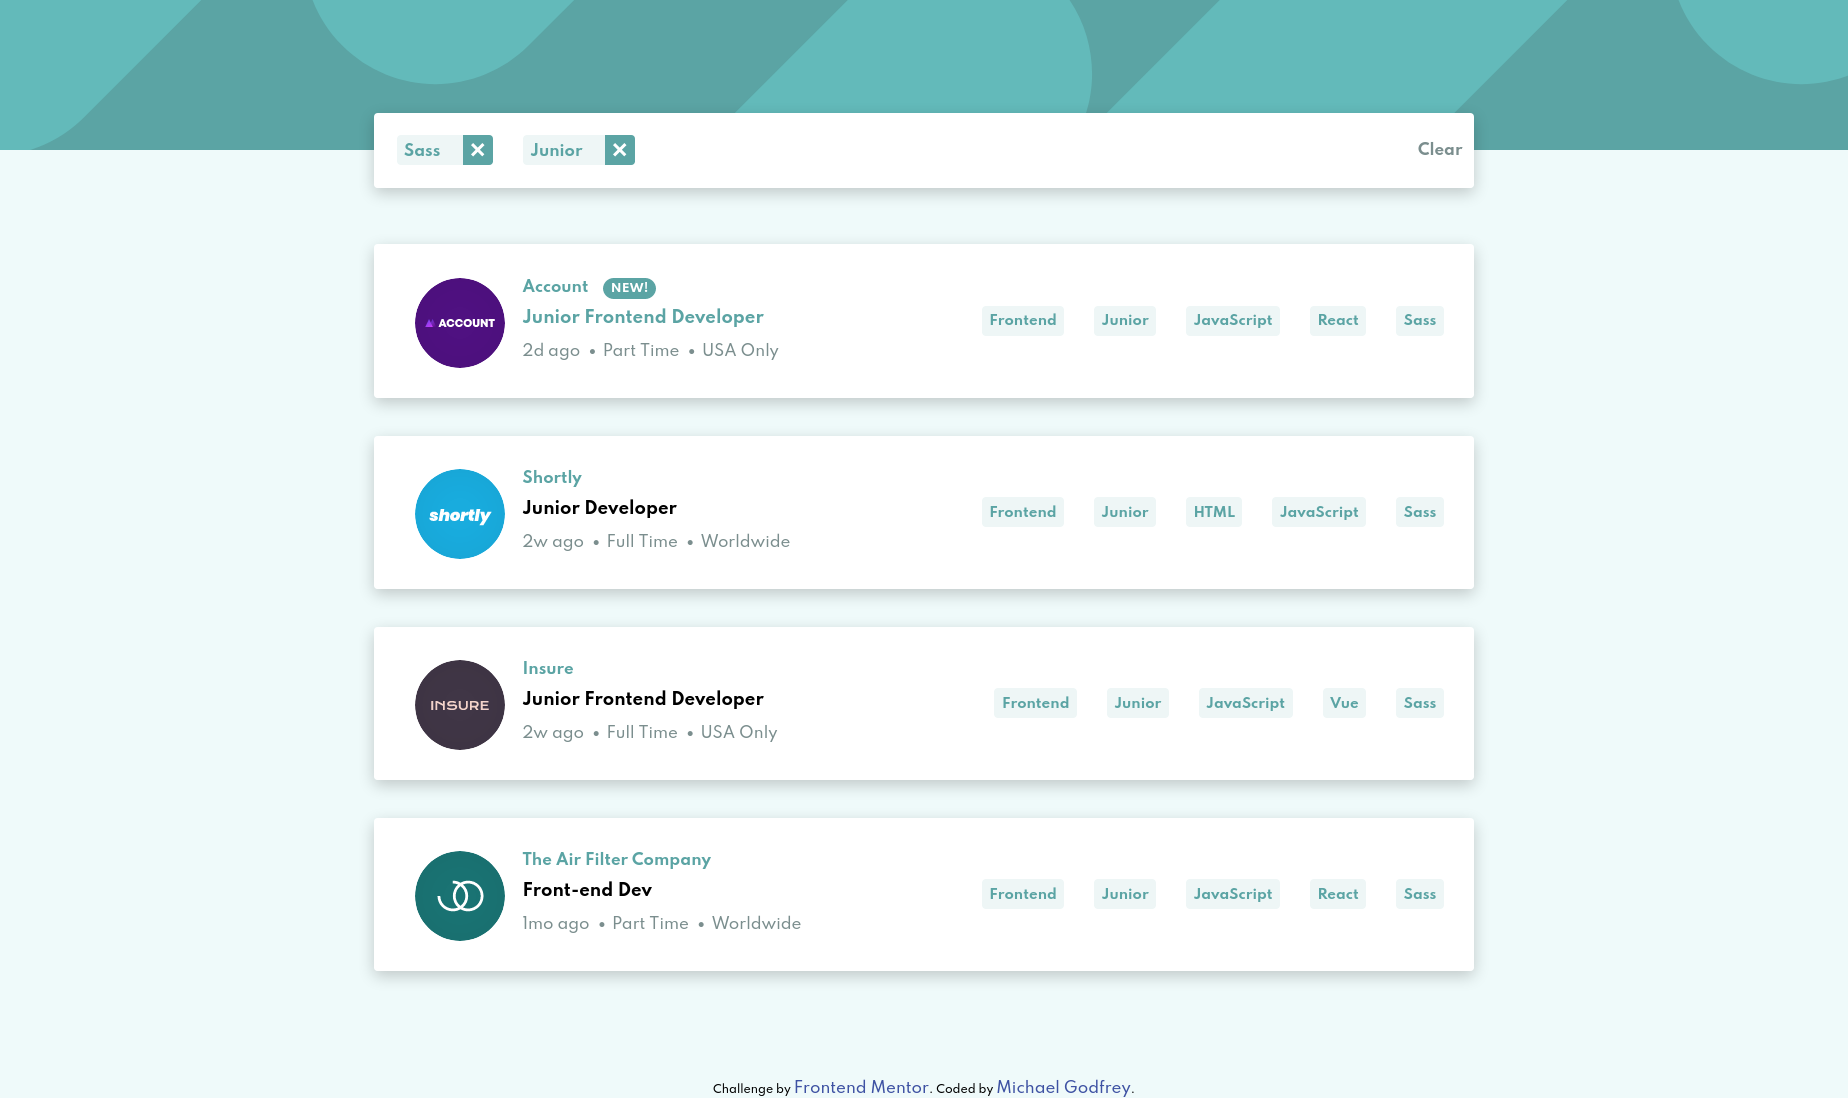 Sass Junior Clear
ACCOUNT
Account NEW!
Junior Frontend Developer
2d ago • Part Time • USA Only
Frontend Junior JavaScript React Sass
shortly
Shortly
Junior Developer
2w ago • Full Time • Worldwide
Frontend Junior HTML JavaScript Sass
INSURE
Insure
Junior Frontend Developer
2w ago • Full Time • USA Only
Frontend Junior JavaScript Vue Sass
The Air Filter Company
Front-end Dev
1mo ago • Part Time • Worldwide
Frontend Junior JavaScript React Sass
Challenge by Frontend Mentor. Coded by Michael Godfrey.